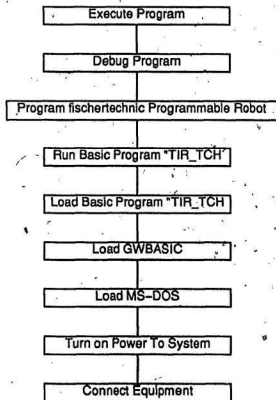 Execute Program
Debug Program
Program fischertechnic Programmable Robot
Run Basic Program "TIR_TCH"
Load Basic Program "TIR_TCH
Load GWBASIC
Load MS-DOS
Turn on Power To System
Connect Equipment